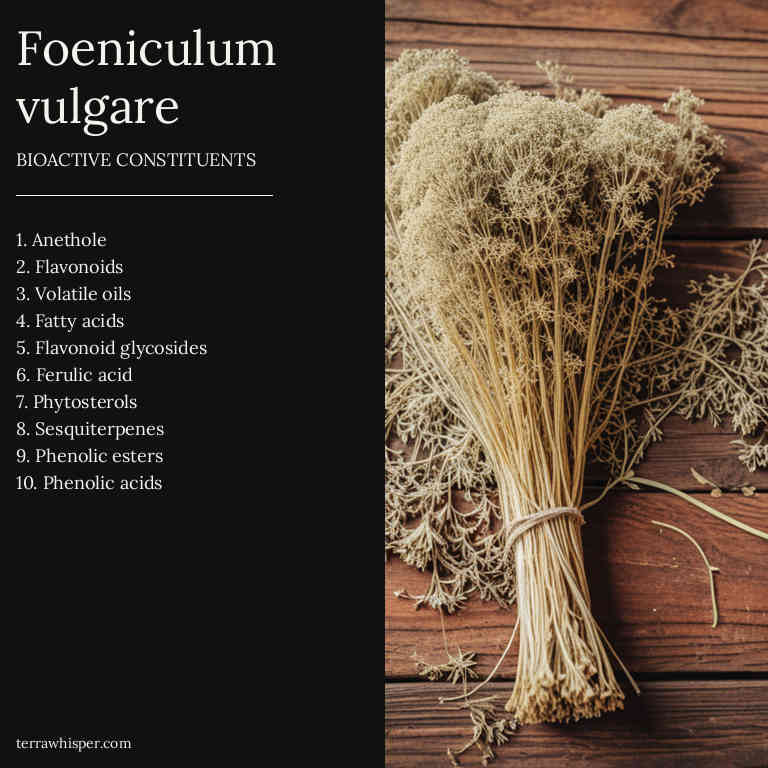 Foeniculum
vulgare
BIOACTIVE CONSTITUENTS
1. Anethole
2. Flavonoids
3. Volatile oils
4. Fatty acids
5. Flavonoid glycosides
6. Ferulic acid
7. Phytosterols
8. Sesquiterpenes
9. Phenolic esters
10. Phenolic acids
terrawhisper.com